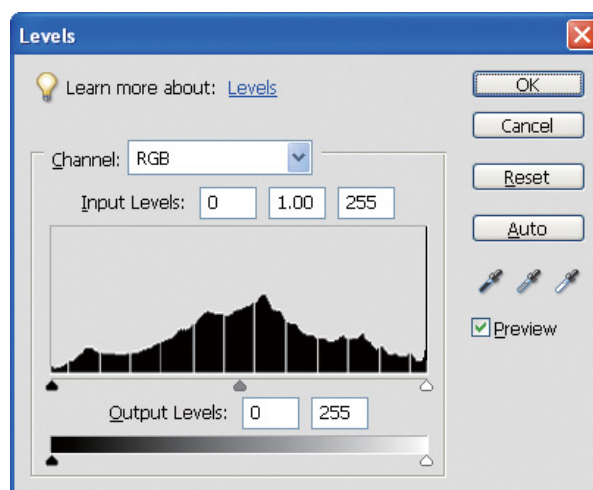 Levels
Learn more about: Levels
OK
Cancel
Channel: RGB
Reset
Input Levels: 0 1.00 255
Auto
Preview
Output Levels: 0 255